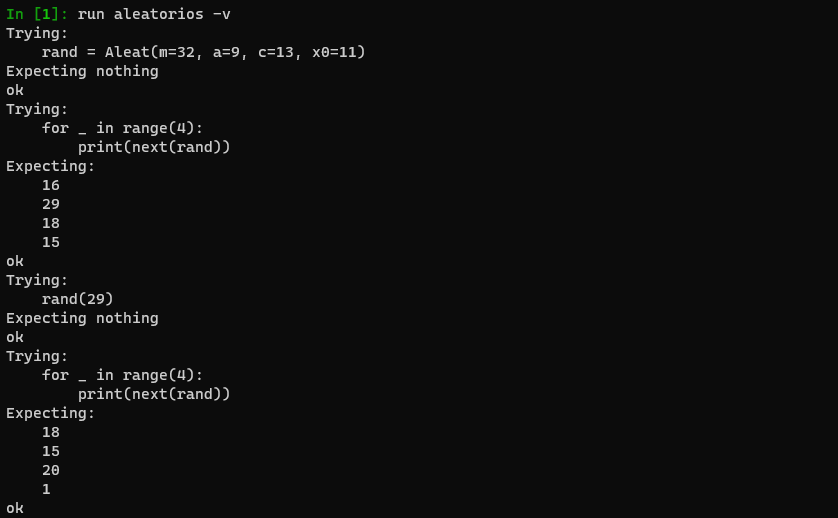 In [1]: run aleatorios -v
Trying:
    rand = Aleat(m=32, a=9, c=13, x0=11)
Expecting nothing
ok
Trying:
    for _ in range(4):
        print(next(rand))
Expecting:
    16
    29
    18
    15
ok
Trying:
    rand(29)
Expecting nothing
ok
Trying:
    for _ in range(4):
        print(next(rand))
Expecting:
    18
    15
    20
    1
ok